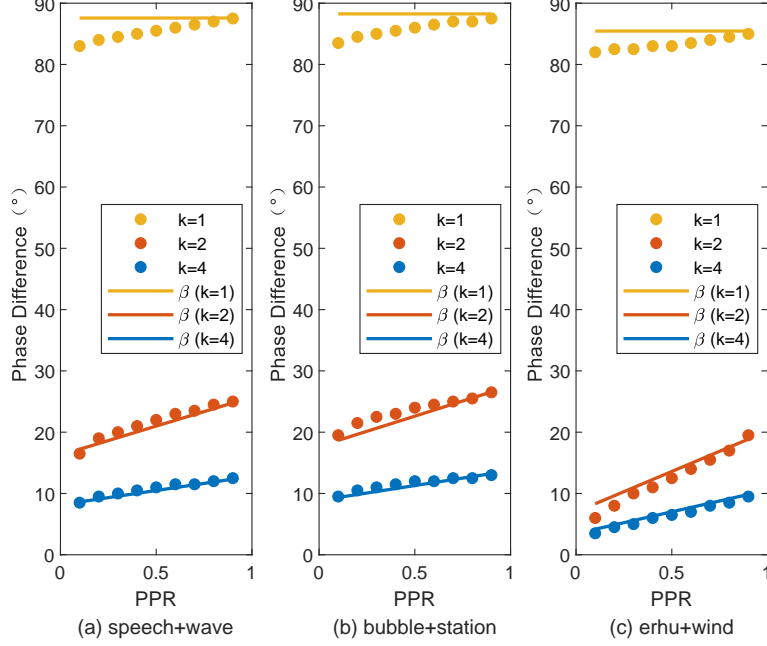 90
80
70
60
50
40
30
20
10
0
Phase Difference (°)
k=1
k=2
k=4
β (k=1)
β (k=2)
β (k=4)
0
0.5
1
PPR
(a) speech+wave
90
80
70
60
50
40
30
20
10
0
Phase Difference (°)
k=1
k=2
k=4
β (k=1)
β (k=2)
β (k=4)
0
0.5
1
PPR
(b) bubble+station
90
80
70
60
50
40
30
20
10
0
Phase Difference (°)
k=1
k=2
k=4
β (k=1)
β (k=2)
β (k=4)
0
0.5
1
PPR
(c) erhu+wind